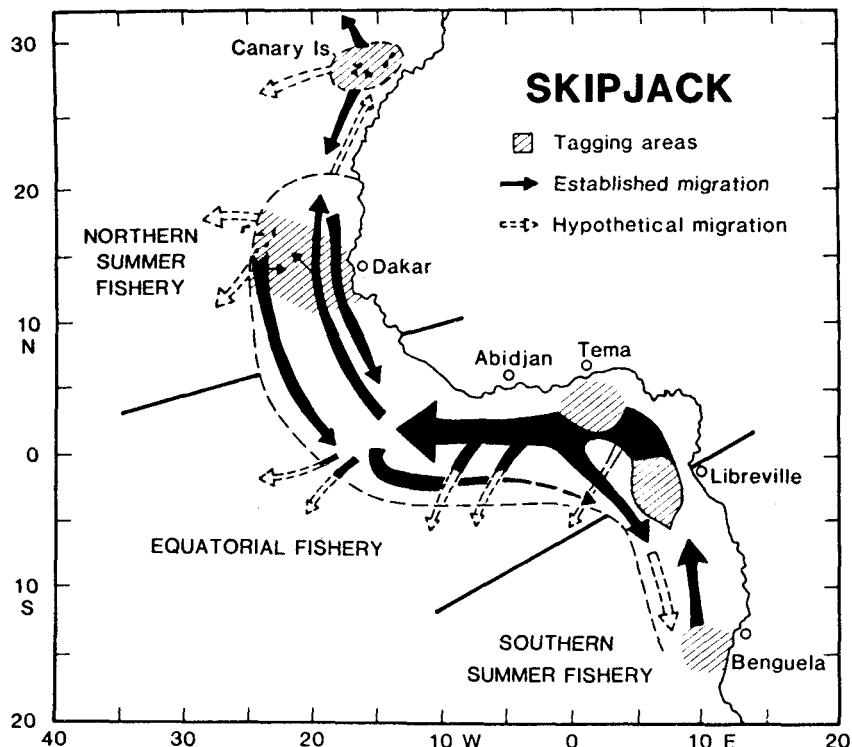 30
20
10
N
0
10
S
20
Canary Is
SKIPJACK
Tagging areas
Established migration
Hypothetical migration
NORTHERN
SUMMER
FISHERY
Dakar
Abidjan
Tema
Libreville
EQUATORIAL FISHERY
SOUTHERN
SUMMER FISHERY
Benguela
40
30
20
10 W
0
10 E
20